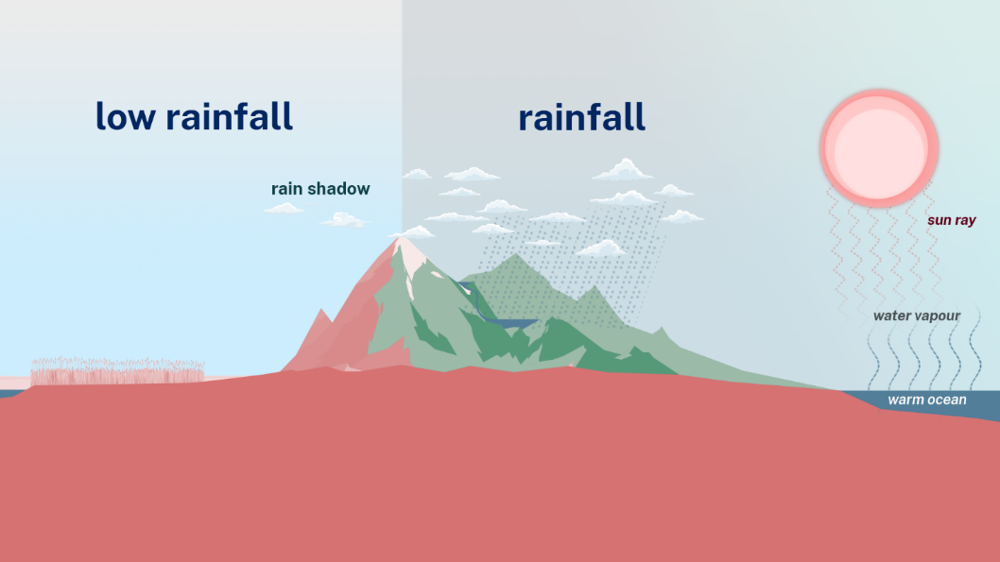 low rainfall
rainfall
rain shadow
sun ray
water vapour
warm ocean